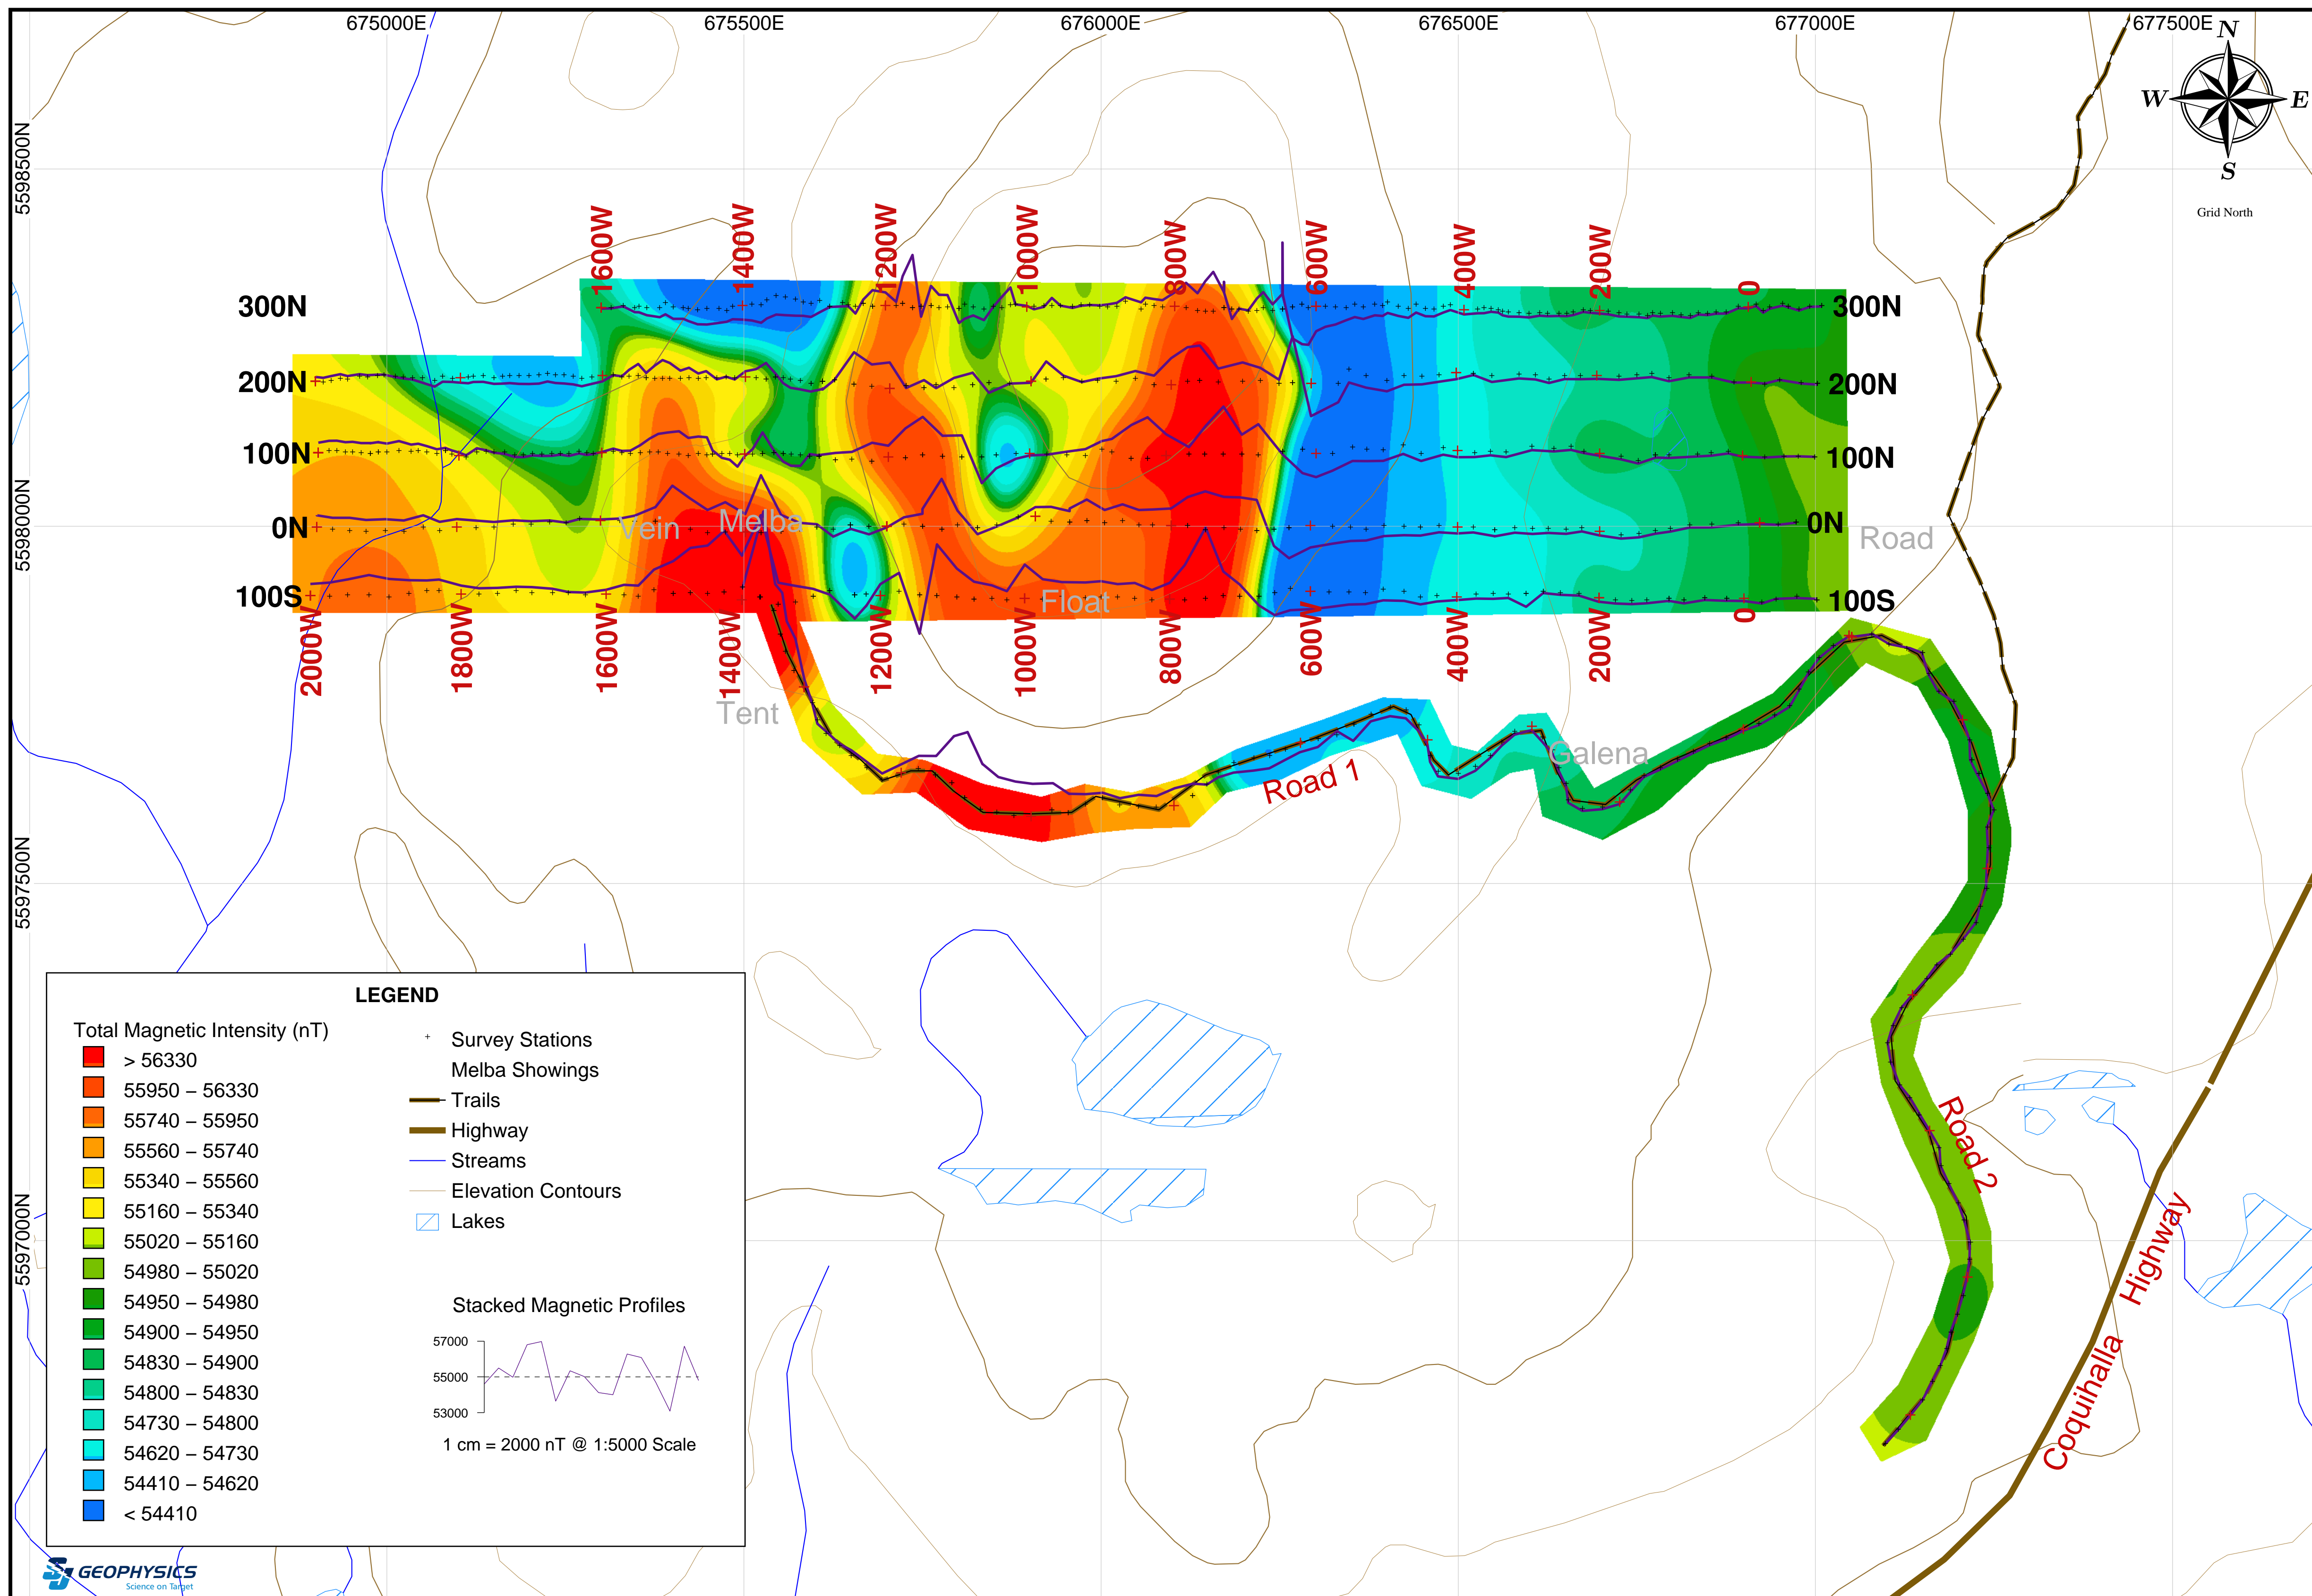 675000E 675500E 676000E 676500E 677000E 677500E
N
W E
S
Grid North
5598500N
5598000N
5597500N
5597000N
1600W 1400W 1200W 1000W 800W 600W 400W 200W 0
300N 300N
200N 200N
100N 100N
0N Vein Melba 0N Road
100S Float 100S
2000W 1800W 1600W 1400W 1200W 1000W 800W 600W 400W 200W 0
Tent
Galena
Road 1
Road 2
Coquihalla Highway
LEGEND
Total Magnetic Intensity (nT)
> 56330
55950 – 56330
55740 – 55950
55560 – 55740
55340 – 55560
55160 – 55340
55020 – 55160
54980 – 55020
54950 – 54980
54900 – 54950
54830 – 54900
54800 – 54830
54730 – 54800
54620 – 54730
54410 – 54620
< 54410
Survey Stations
Melba Showings
Trails
Highway
Streams
Elevation Contours
Lakes
Stacked Magnetic Profiles
57000
55000
53000
1 cm = 2000 nT @ 1:5000 Scale
GEOPHYSICS
Science on Target